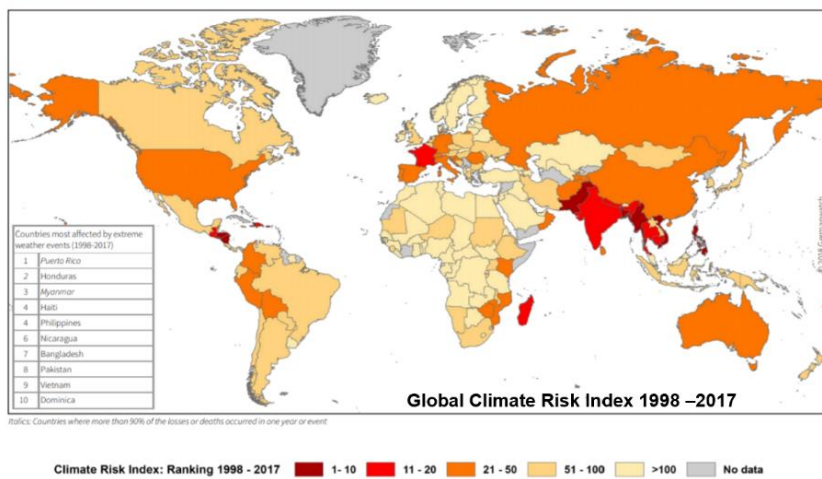 Countries most affected by extreme
weather events (1998-2017)
1 Puerto Rico
2 Honduras
3 Myanmar
4 Haiti
4 Philippines
6 Nicaragua
7 Bangladesh
8 Pakistan
9 Vietnam
10 Dominica
© 2018 Germanwatch
Global Climate Risk Index 1998 –2017
Italics: Countries where more than 90% of the losses or deaths occurred in one year or event
Climate Risk Index: Ranking 1998 - 2017 1- 10 11 - 20 21 - 50 51 - 100 >100 No data